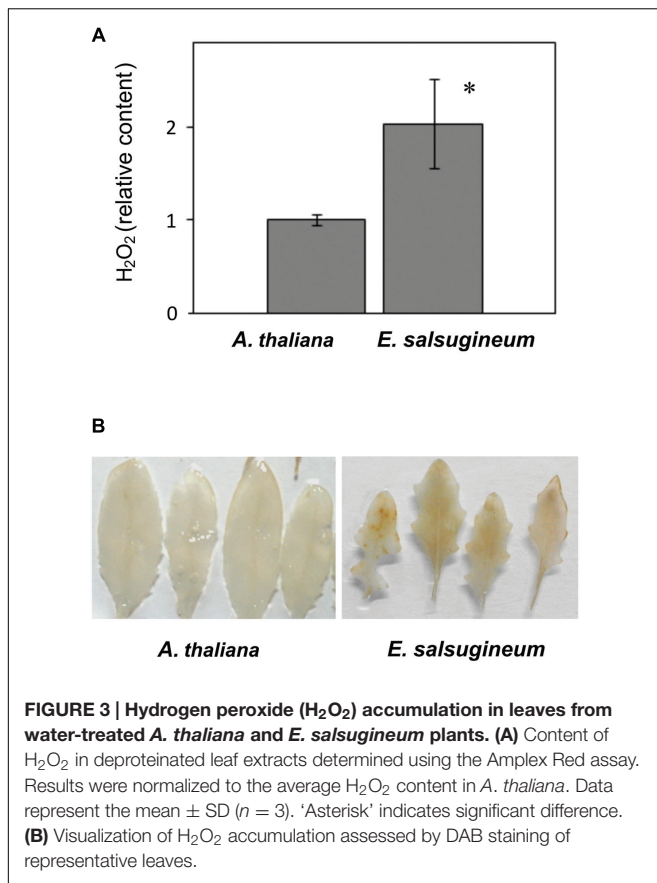 A
H₂O₂ (relative content)
2
1
0
*
A. thaliana E. salsugineum
B
A. thaliana E. salsugineum
FIGURE 3 | Hydrogen peroxide (H₂O₂) accumulation in leaves from
water-treated A. thaliana and E. salsugineum plants. (A) Content of
H₂O₂ in deproteinated leaf extracts determined using the Amplex Red assay.
Results were normalized to the average H₂O₂ content in A. thaliana. Data
represent the mean ± SD (n = 3). ‘Asterisk’ indicates significant difference.
(B) Visualization of H₂O₂ accumulation assessed by DAB staining of
representative leaves.